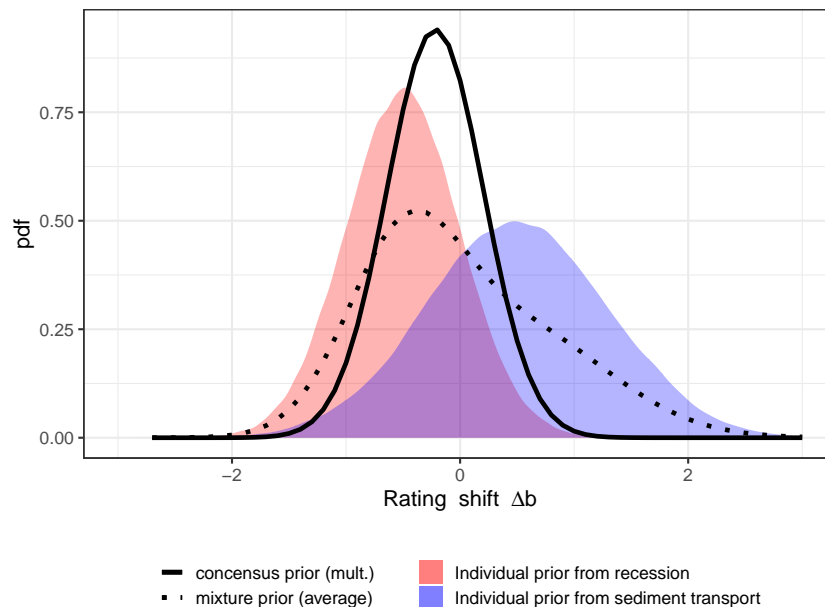 0.75
0.50
0.25
0.00
pdf
−2
0
2
Rating shift Δb
concensus prior (mult.)
mixture prior (average)
Individual prior from recession
Individual prior from sediment transport